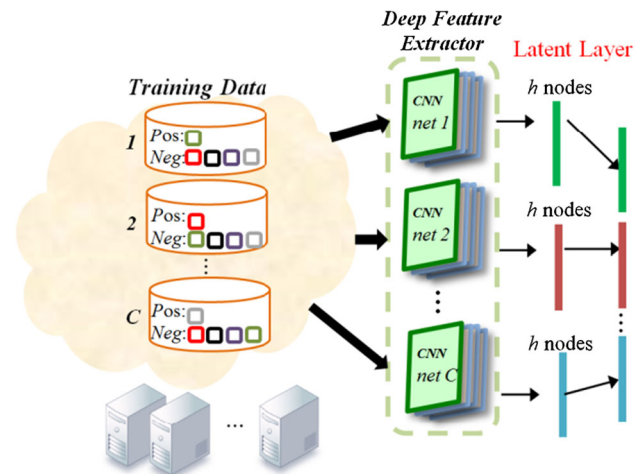 Deep Feature
Extractor
Latent Layer
Training Data
h nodes
1
Pos:
Neg:
CNN
net 1
2
Pos:
Neg:
...
CNN
net 2
h nodes
...
...
C
Pos:
Neg:
CNN
net C
h nodes
...